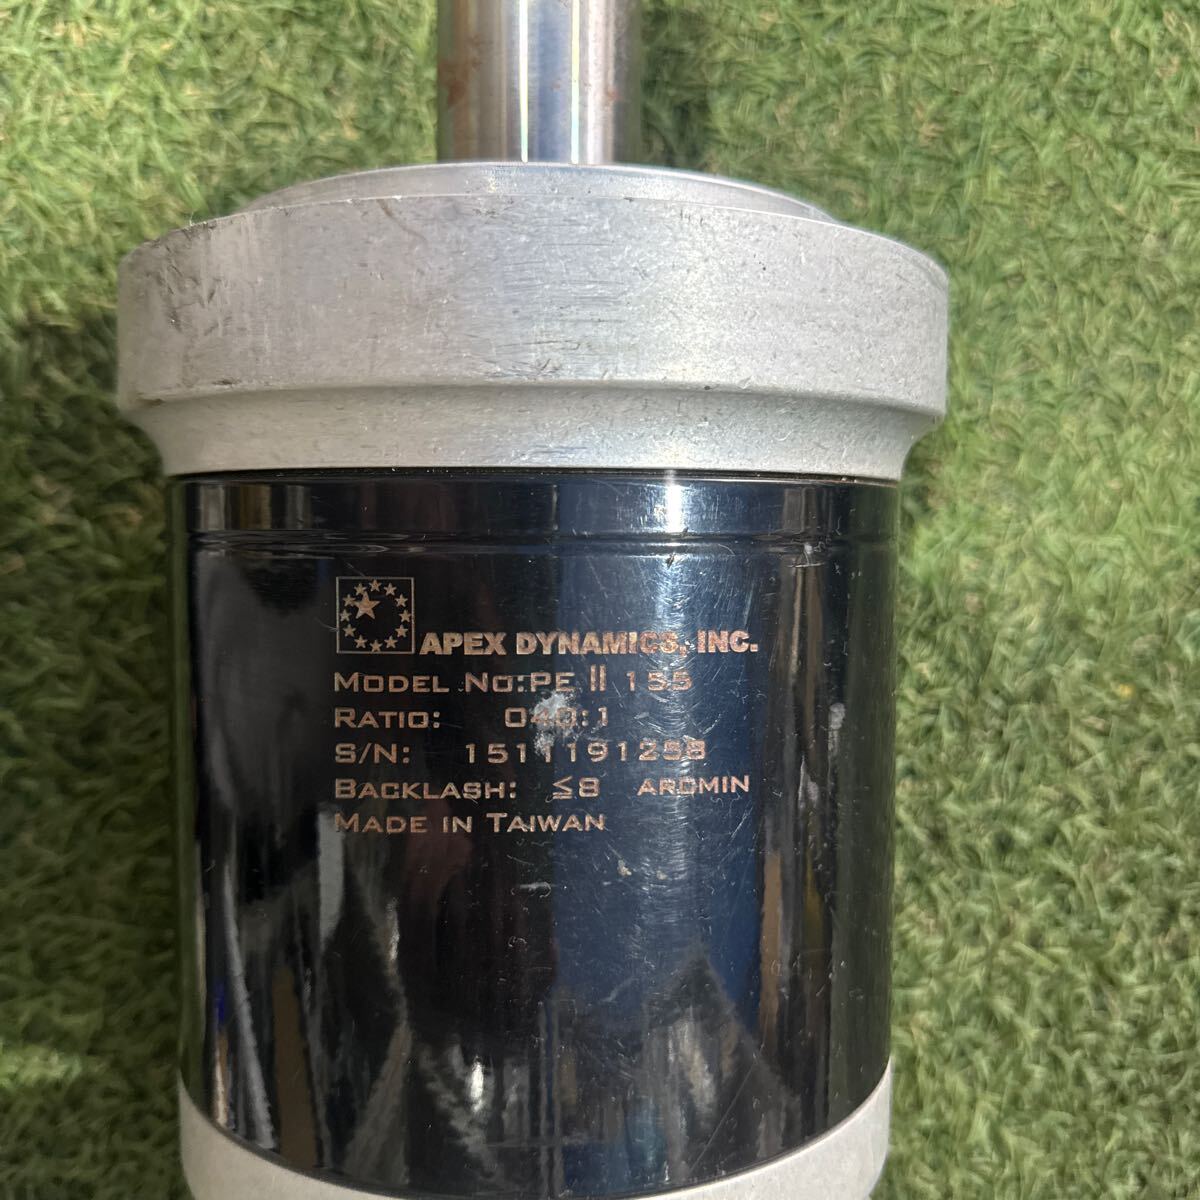 APEX DYNAMICS, INC.
MODEL NO:PE II 155
RATIO: 040:1
S/N: 1511191258
BACKLASH: ≦8 ARCMIN
MADE IN TAIWAN